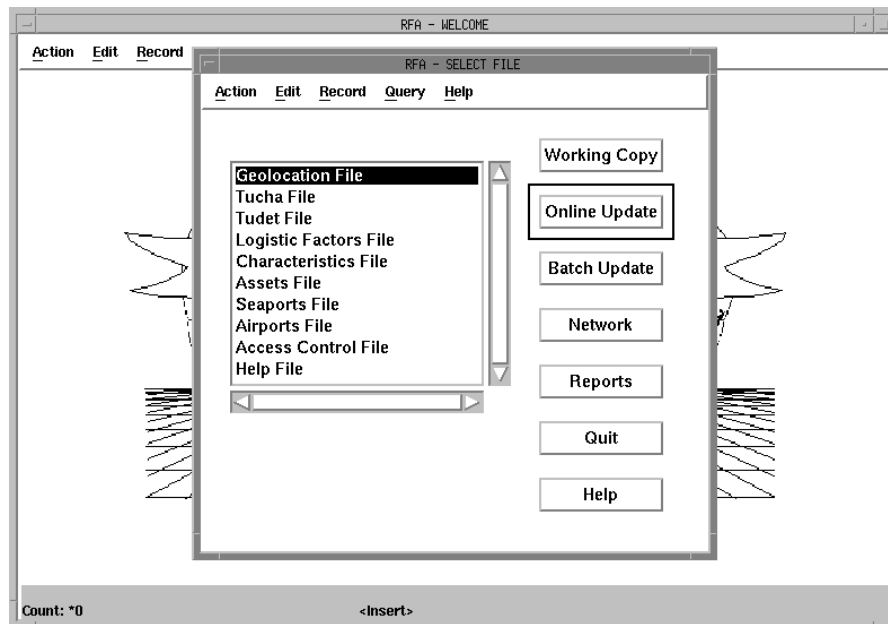 RFA - WELCOME
Action Edit Record
RFA - SELECT FILE
Action Edit Record Query Help
Geolocation File
Tucha File
Tudet File
Logistic Factors File
Characteristics File
Assets File
Seaports File
Airports File
Access Control File
Help File
Working Copy
Online Update
Batch Update
Network
Reports
Quit
Help
Count: *0 <Insert>